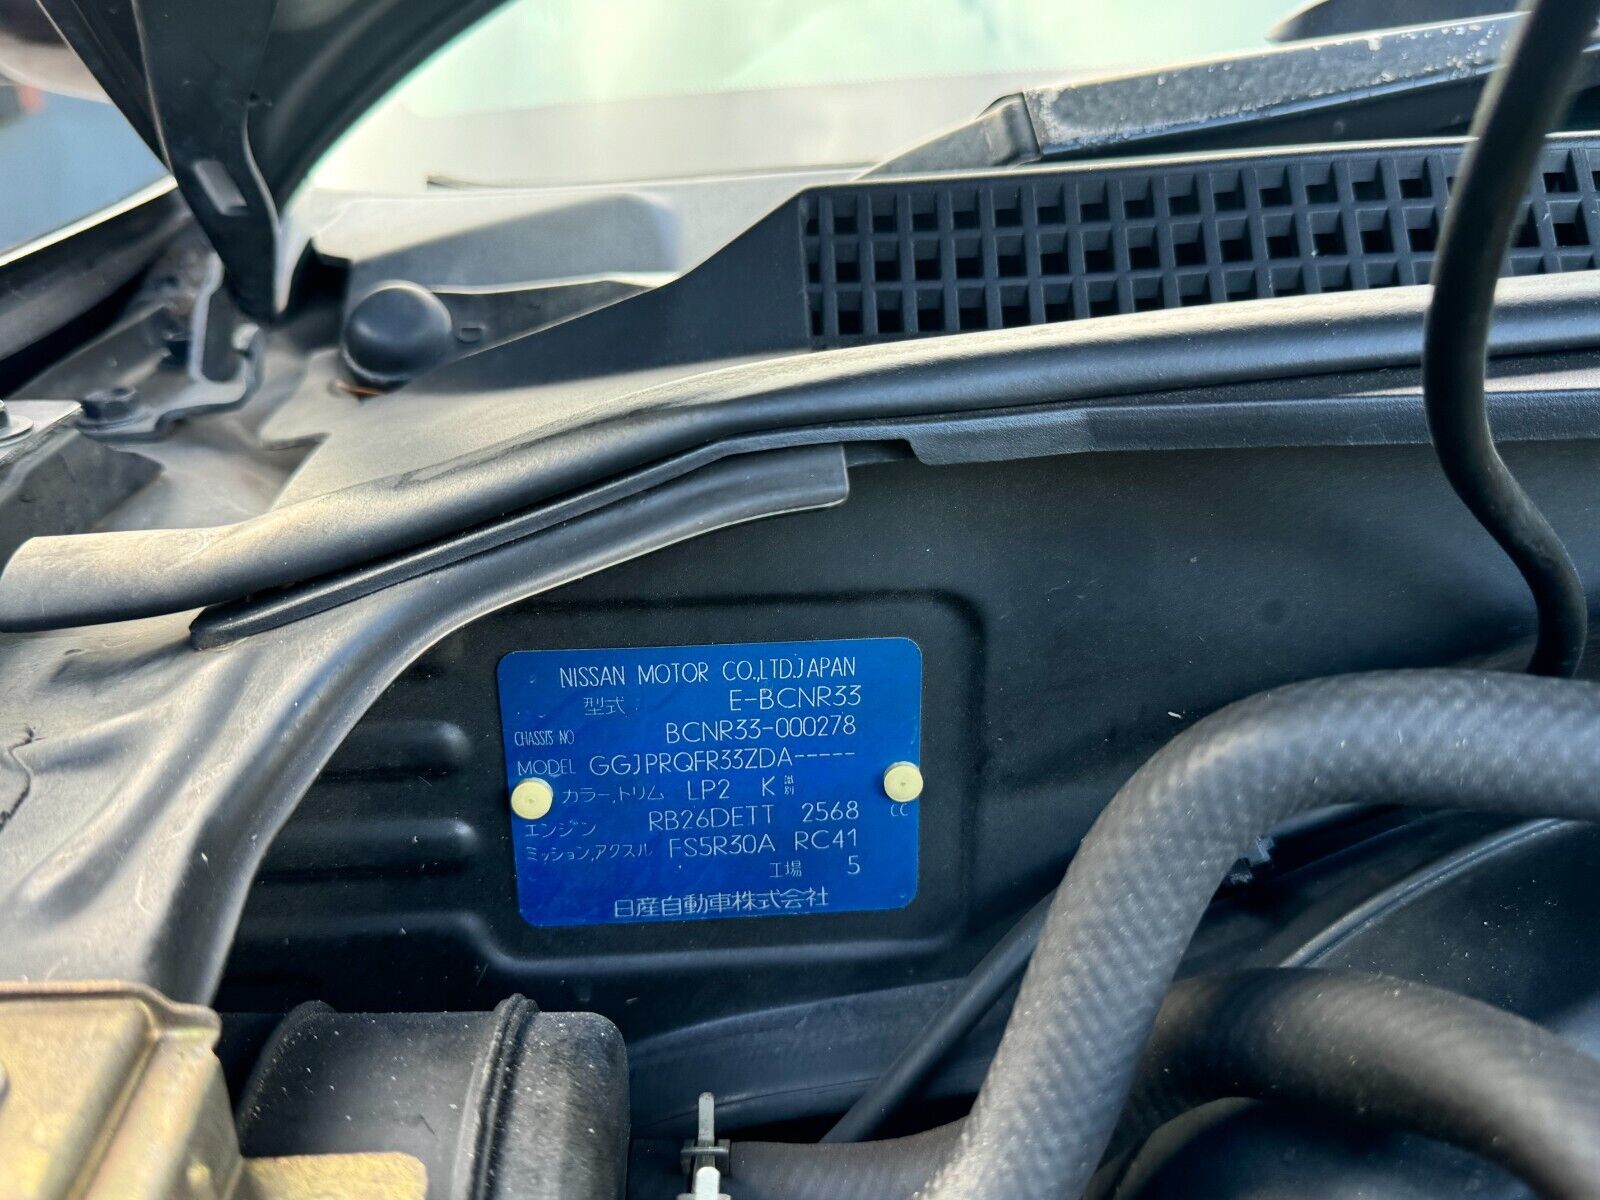 NISSAN MOTOR CO.,LTD.JAPAN
型式 E-BCNR33
CHASSIS NO BCNR33-000278
MODEL GGJPRQFR33ZDA-----
カラー,トリム LP2 K
エンジン RB26DETT 2568 CC
ミッション,アクスル FS5R30A RC41
工場 5
日産自動車株式会社